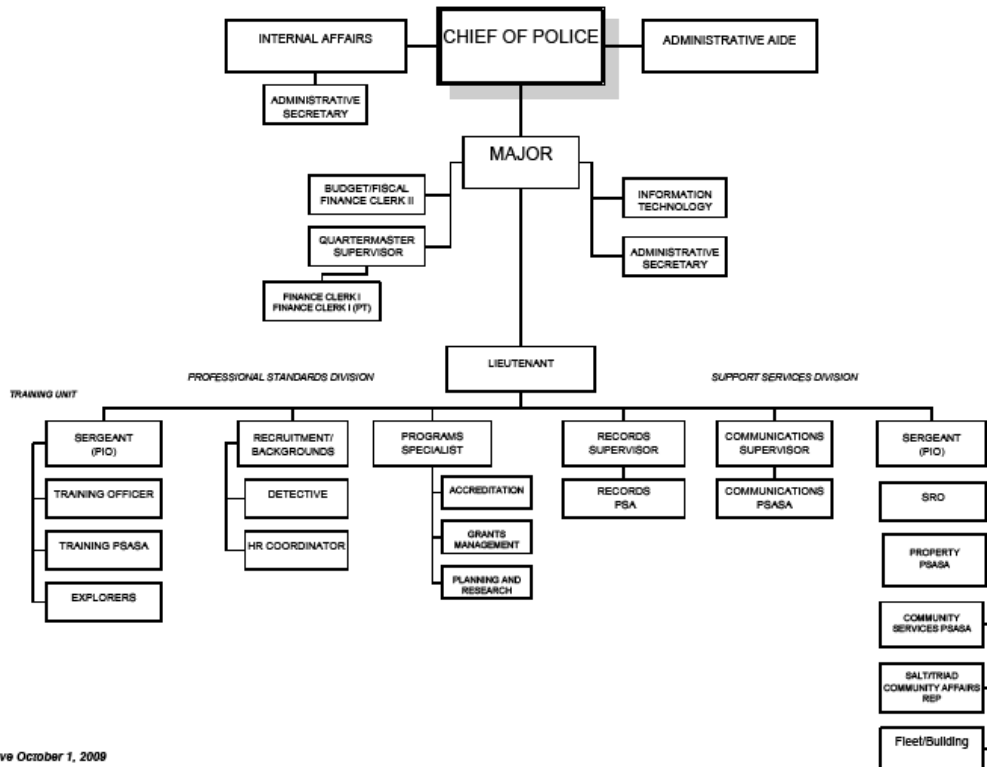 INTERNAL AFFAIRS
CHIEF OF POLICE
ADMINISTRATIVE AIDE
ADMINISTRATIVE
SECRETARY
MAJOR
BUDGET/FISCAL
FINANCE CLERK II
INFORMATION
TECHNOLOGY
QUARTERMASTER
SUPERVISOR
ADMINISTRATIVE
SECRETARY
FINANCE CLERK I
FINANCE CLERK I (PT)
LIEUTENANT
PROFESSIONAL STANDARDS DIVISION
SUPPORT SERVICES DIVISION
TRAINING UNIT
SERGEANT
(PIO)
TRAINING OFFICER
TRAINING PSASA
EXPLORERS
RECRUITMENT/
BACKGROUNDS
DETECTIVE
HR COORDINATOR
PROGRAMS
SPECIALIST
ACCREDITATION
GRANTS
MANAGEMENT
PLANNING AND
RESEARCH
RECORDS
SUPERVISOR
RECORDS
PSA
COMMUNICATIONS
SUPERVISOR
COMMUNICATIONS
PSASA
SERGEANT
(PIO)
SRO
PROPERTY
PSASA
COMMUNITY
SERVICES PSASA
SALT/TRIAD
COMMUNITY AFFAIRS
REP
Fleet/Building
ve October 1, 2009